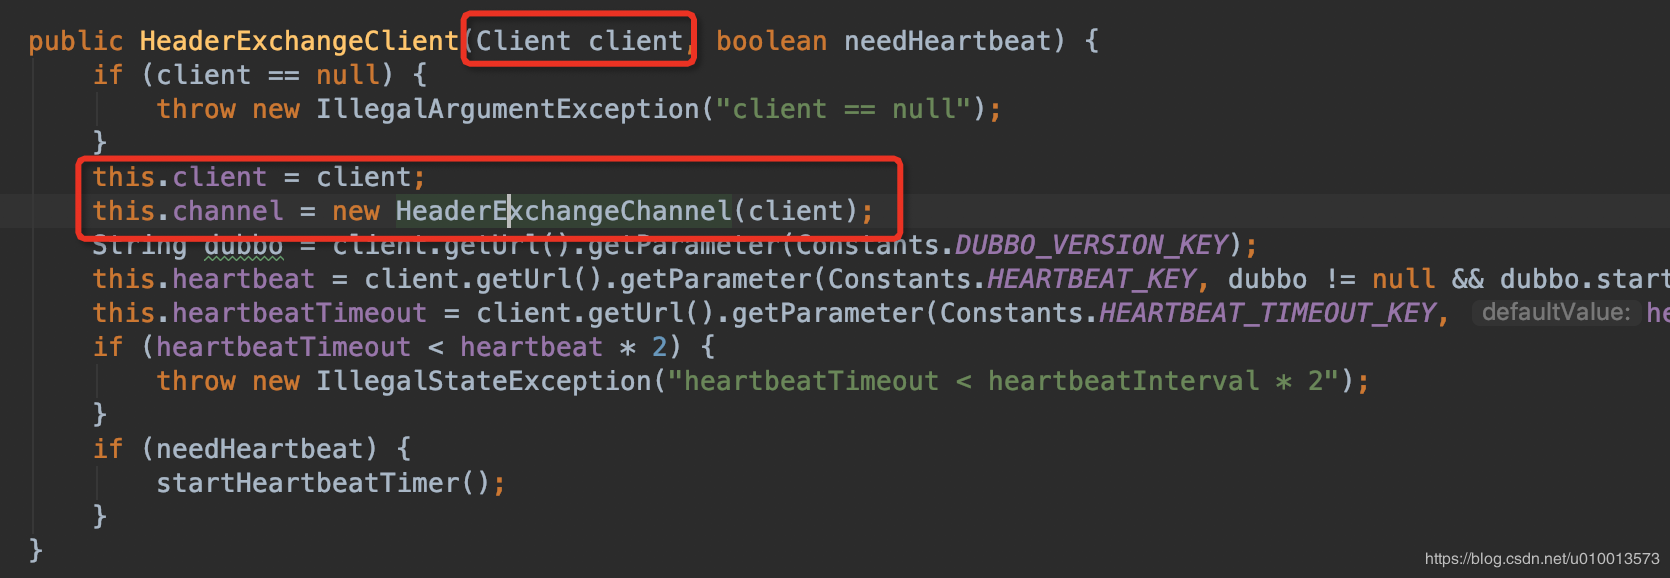 public HeaderExchangeClient(Client client, boolean needHeartbeat) {
if (client == null) {
throw new IllegalArgumentException("client == null");
}
this.client = client;
this.channel = new HeaderExchangeChannel(client);
String dubbo = client.getUrl().getParameter(Constants.DUBBO_VERSION_KEY);
this.heartbeat = client.getUrl().getParameter(Constants.HEARTBEAT_KEY, dubbo != null && dubbo.start
this.heartbeatTimeout = client.getUrl().getParameter(Constants.HEARTBEAT_TIMEOUT_KEY, defaultValue: he
if (heartbeatTimeout < heartbeat * 2) {
throw new IllegalStateException("heartbeatTimeout < heartbeatInterval * 2");
}
if (needHeartbeat) {
startHeartbeatTimer();
}
}
https://blog.csdn.net/u010013573